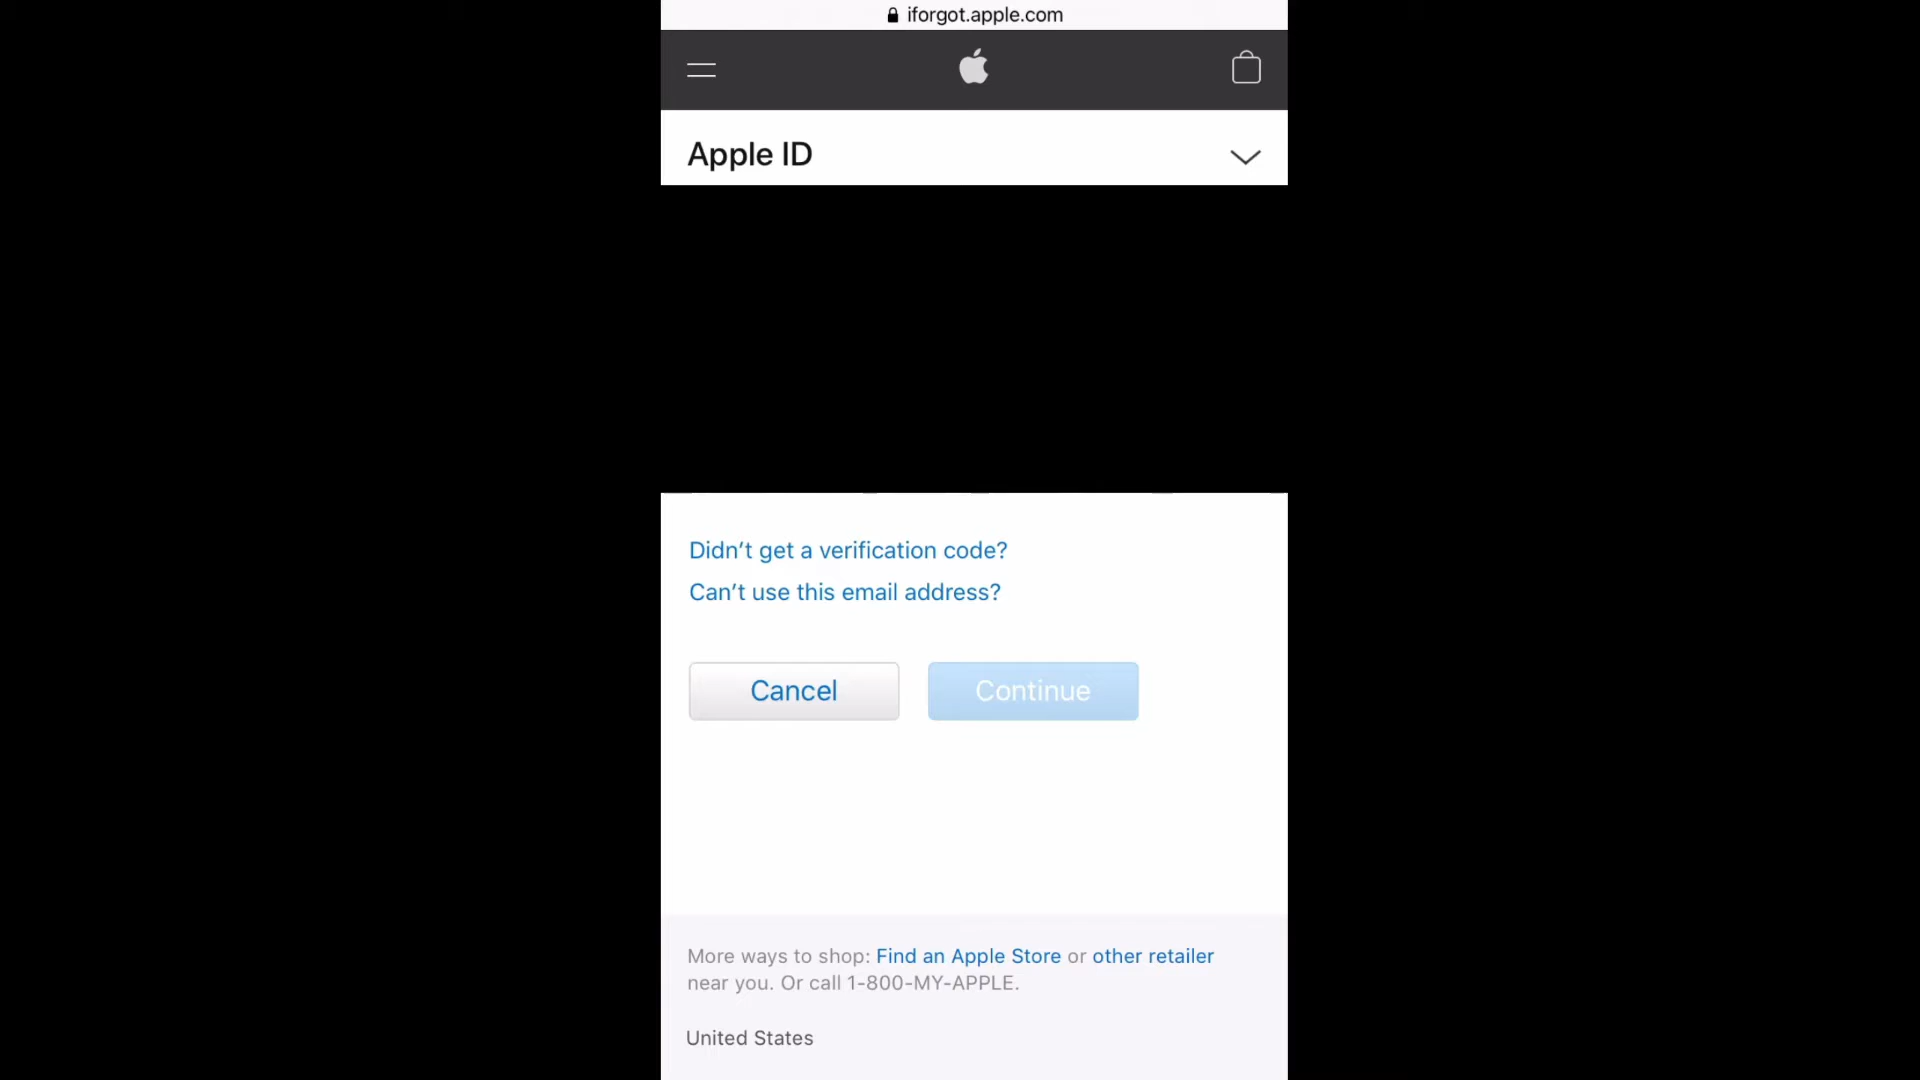 iforgot.apple.com
Apple ID
Didn’t get a verification code?
Can’t use this email address?
Cancel
Continue
More ways to shop: Find an Apple Store or other retailer
near you. Or call 1-800-MY-APPLE.
United States